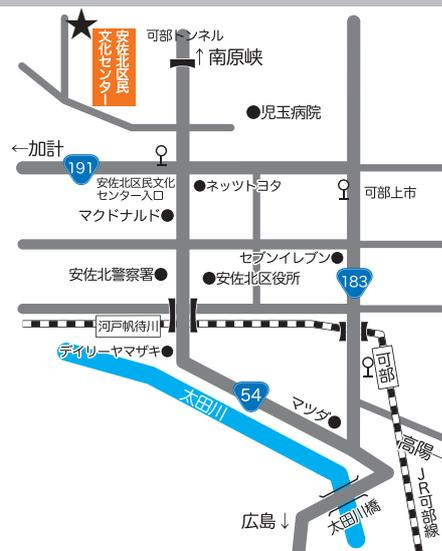 安佐北区民
文化センター
可部トンネル
↑南原峡
児玉病院
←加計
191
安佐北区民文化
センター入口
ネッツトヨタ
可部上市
マクドナルド
セブンイレブン
安佐北警察署
安佐北区役所
183
河戸帆待川
デイリーヤマザキ
可部
54
太田川
マツダ
高陽
JR可部線
太田川橋
広島↓